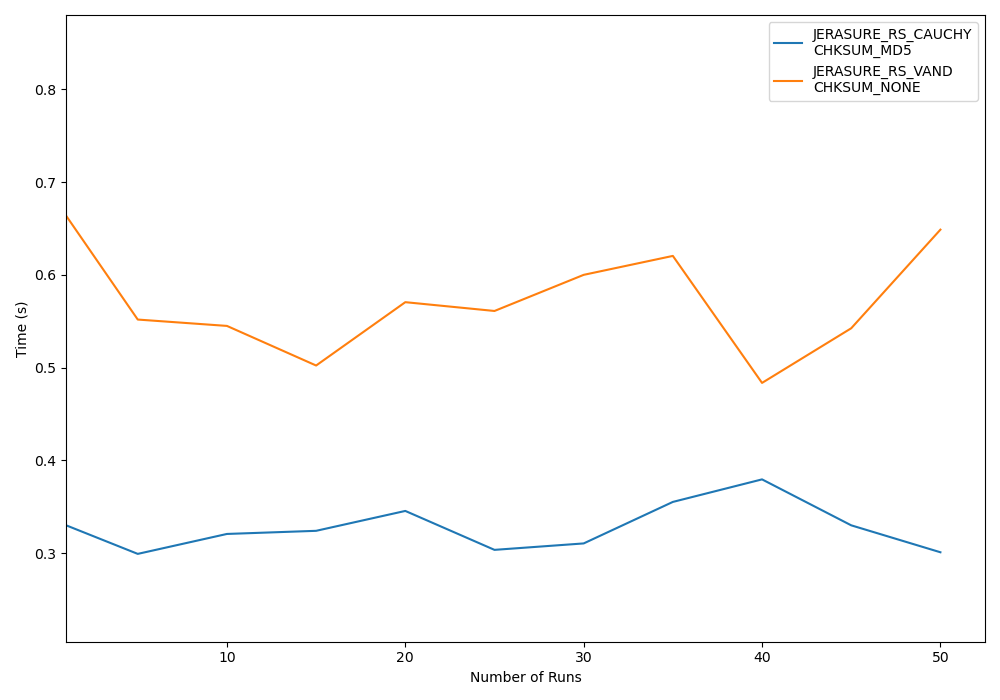 JERASURE_RS_CAUCHY
CHKSUM_MD5
JERASURE_RS_VAND
CHKSUM_NONE
0.8
0.7
0.6
0.5
0.4
0.3
Time (s)
10 20 30 40 50
Number of Runs